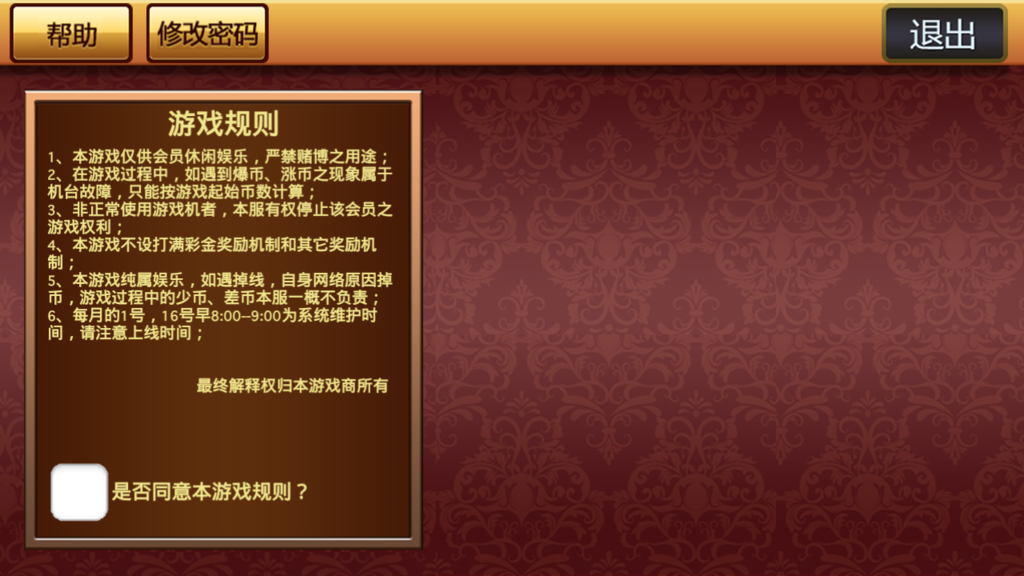 帮助
修改密码
退出
游戏规则
1、本游戏仅供会员休闲娱乐，严禁赌博之用途；
2、在游戏过程中，如遇到爆币、涨币之现象属于
机台故障，只能按游戏起始币数计算；
3、非正常使用游戏机者，本服有权停止该会员之
游戏权利；
4、本游戏不设打满彩金奖励机制和其它奖励机
制；
5、本游戏纯属娱乐，如遇掉线，自身网络原因掉
币，游戏过程中的少币、差币本服一概不负责；
6、每月的1号，16号早8:00--9:00为系统维护时
间，请注意上线时间；
最终解释权归本游戏商所有
是否同意本游戏规则？